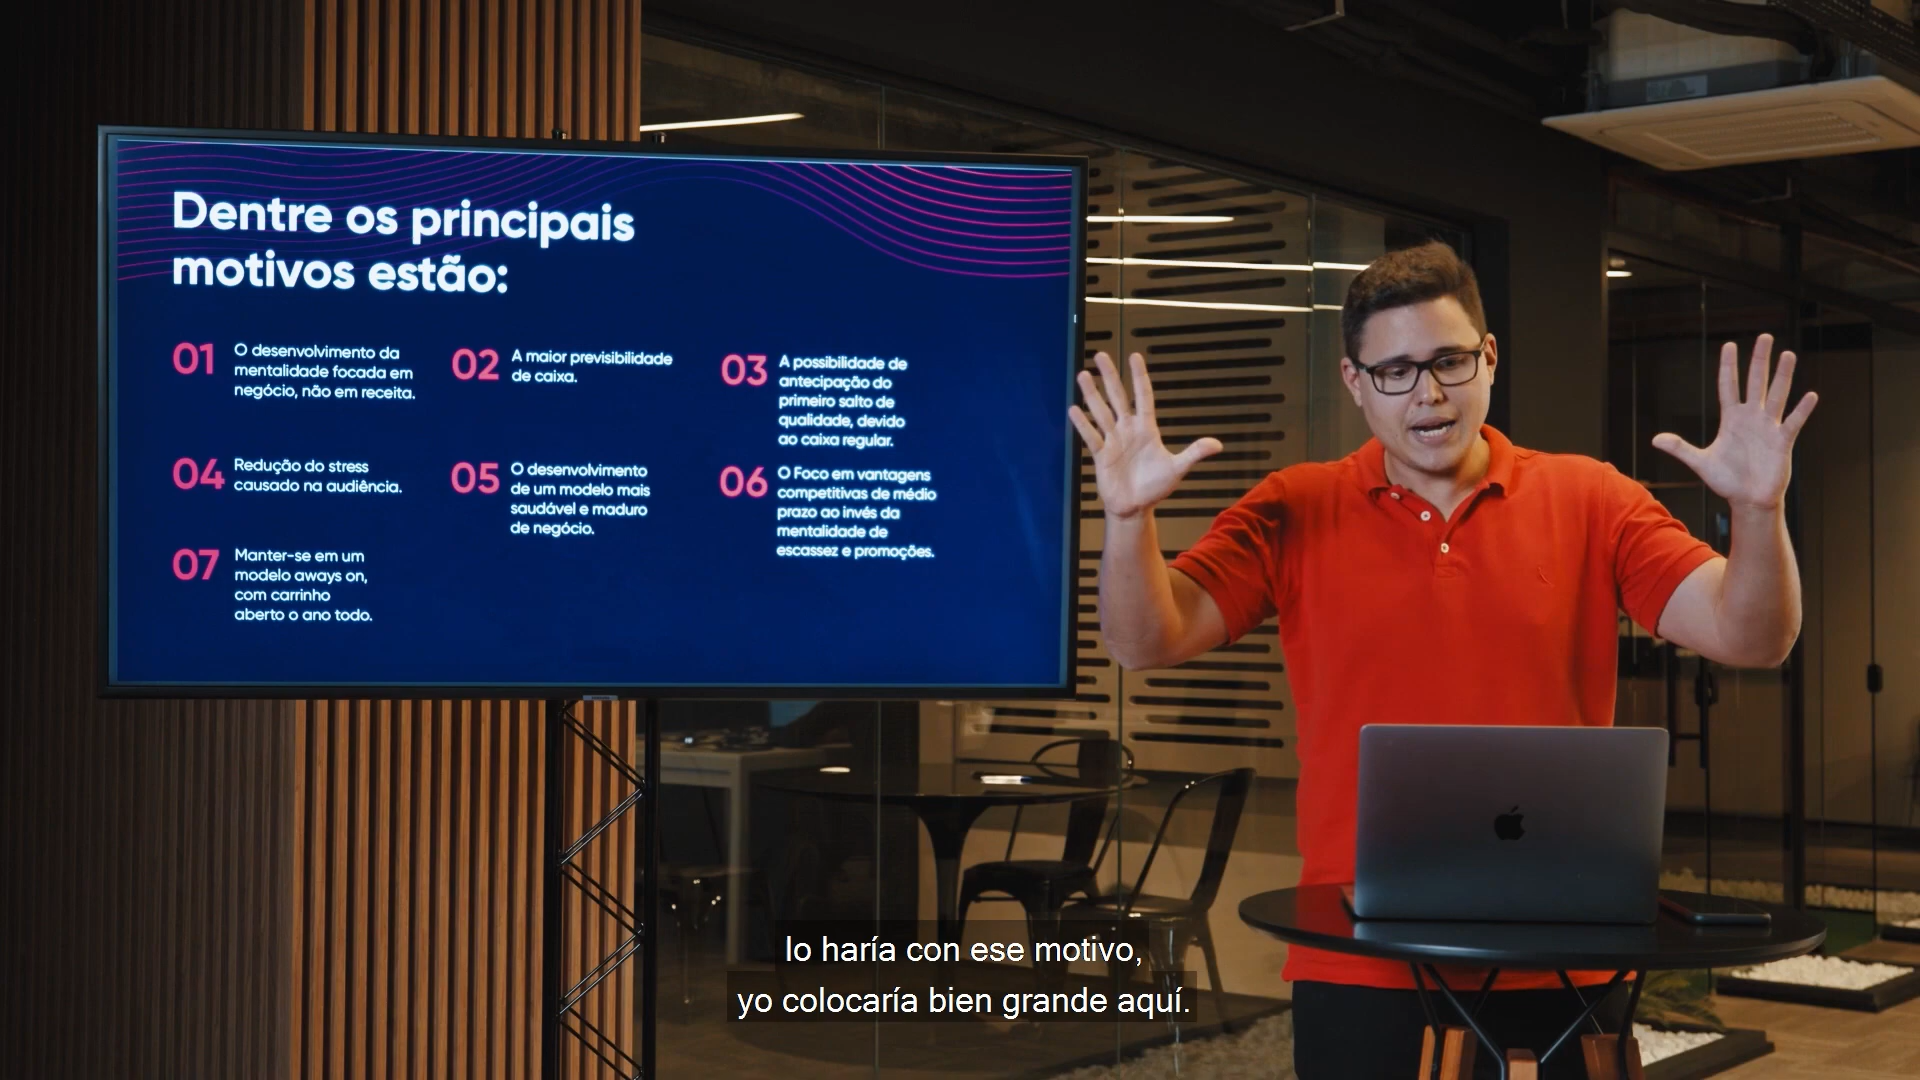 Dentre os principais
motivos estão:
01
O desenvolvimento da
mentalidade focada em
negócio, não em receita.
02
A maior previsibilidade
de caixa.
03
A possibilidade de
antecipação do
primeiro salto de
qualidade, devido
ao caixa regular.
04
Redução do stress
causado na audiência.
05
O desenvolvimento
de um modelo mais
saudável e maduro
de negócio.
06
O Foco em vantagens
competitivas de médio
prazo ao invés da
mentalidade de
escassez e promoções.
07
Manter-se em um
modelo aways on,
com carrinho
aberto o ano todo.
lo haría con ese motivo,
yo colocaría bien grande aquí.